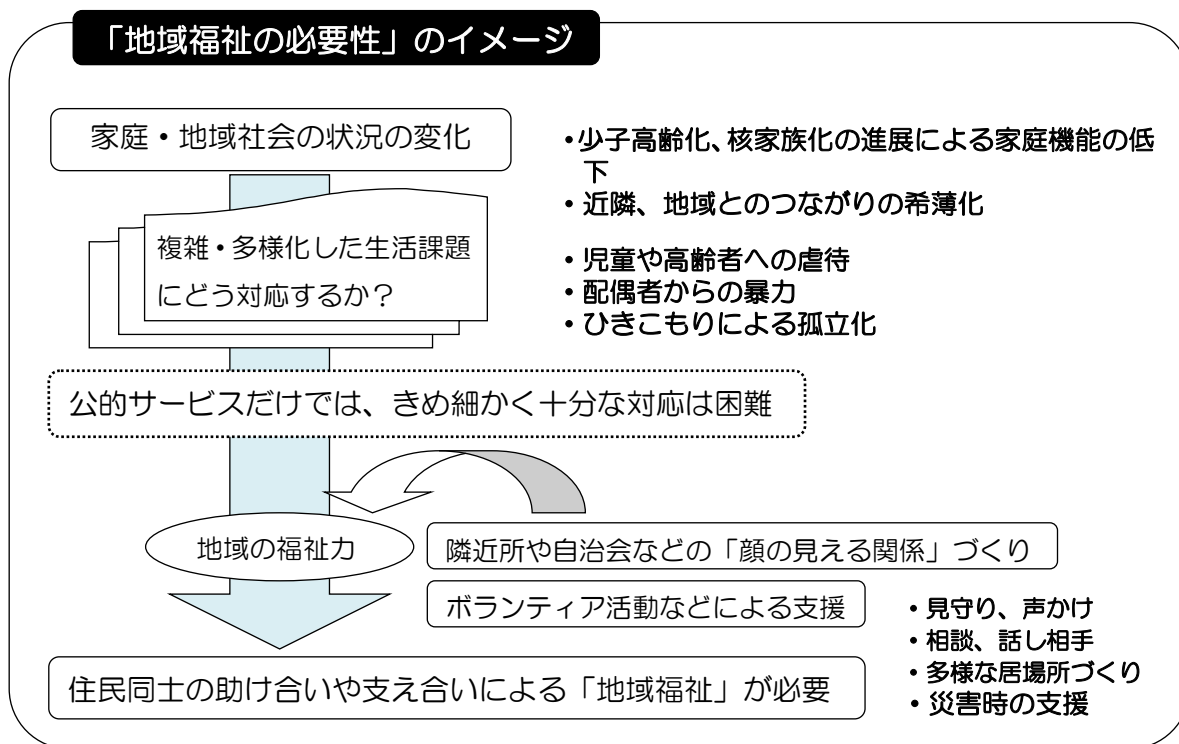 「地域福祉の必要性」のイメージ
家庭・地域社会の状況の変化
・少子高齢化、核家族化の進展による家庭機能の低
下
・近隣、地域とのつながりの希薄化
複雑・多様化した生活課題
にどう対応するか？
・児童や高齢者への虐待
・配偶者からの暴力
・ひきこもりによる孤立化
公的サービスだけでは、きめ細かく十分な対応は困難
地域の福祉力
隣近所や自治会などの「顔の見える関係」づくり
ボランティア活動などによる支援
・見守り、声かけ
・相談、話し相手
・多様な居場所づくり
・災害時の支援
住民同士の助け合いや支え合いによる「地域福祉」が必要